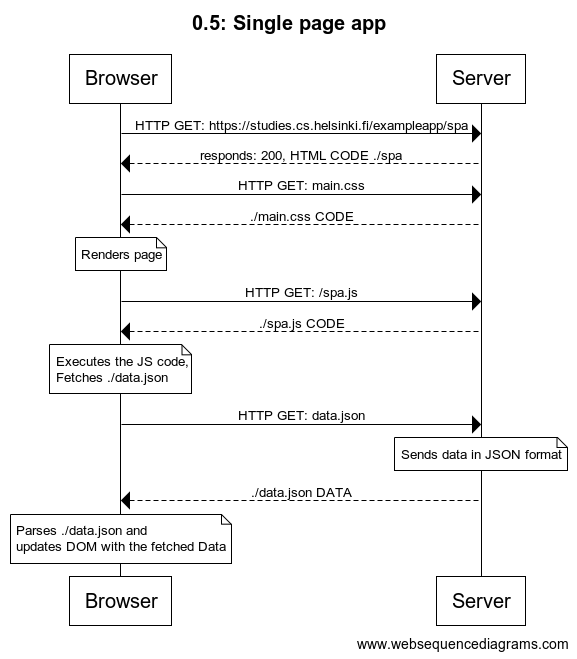 0.5: Single page app
Browser
Server
HTTP GET: https://studies.cs.helsinki.fi/exampleapp/spa
responds: 200, HTML CODE ./spa
HTTP GET: main.css
./main.css CODE
Renders page
HTTP GET: /spa.js
./spa.js CODE
Executes the JS code,
Fetches ./data.json
HTTP GET: data.json
Sends data in JSON format
./data.json DATA
Parses ./data.json and
updates DOM with the fetched Data
Browser
Server
www.websequencediagrams.com